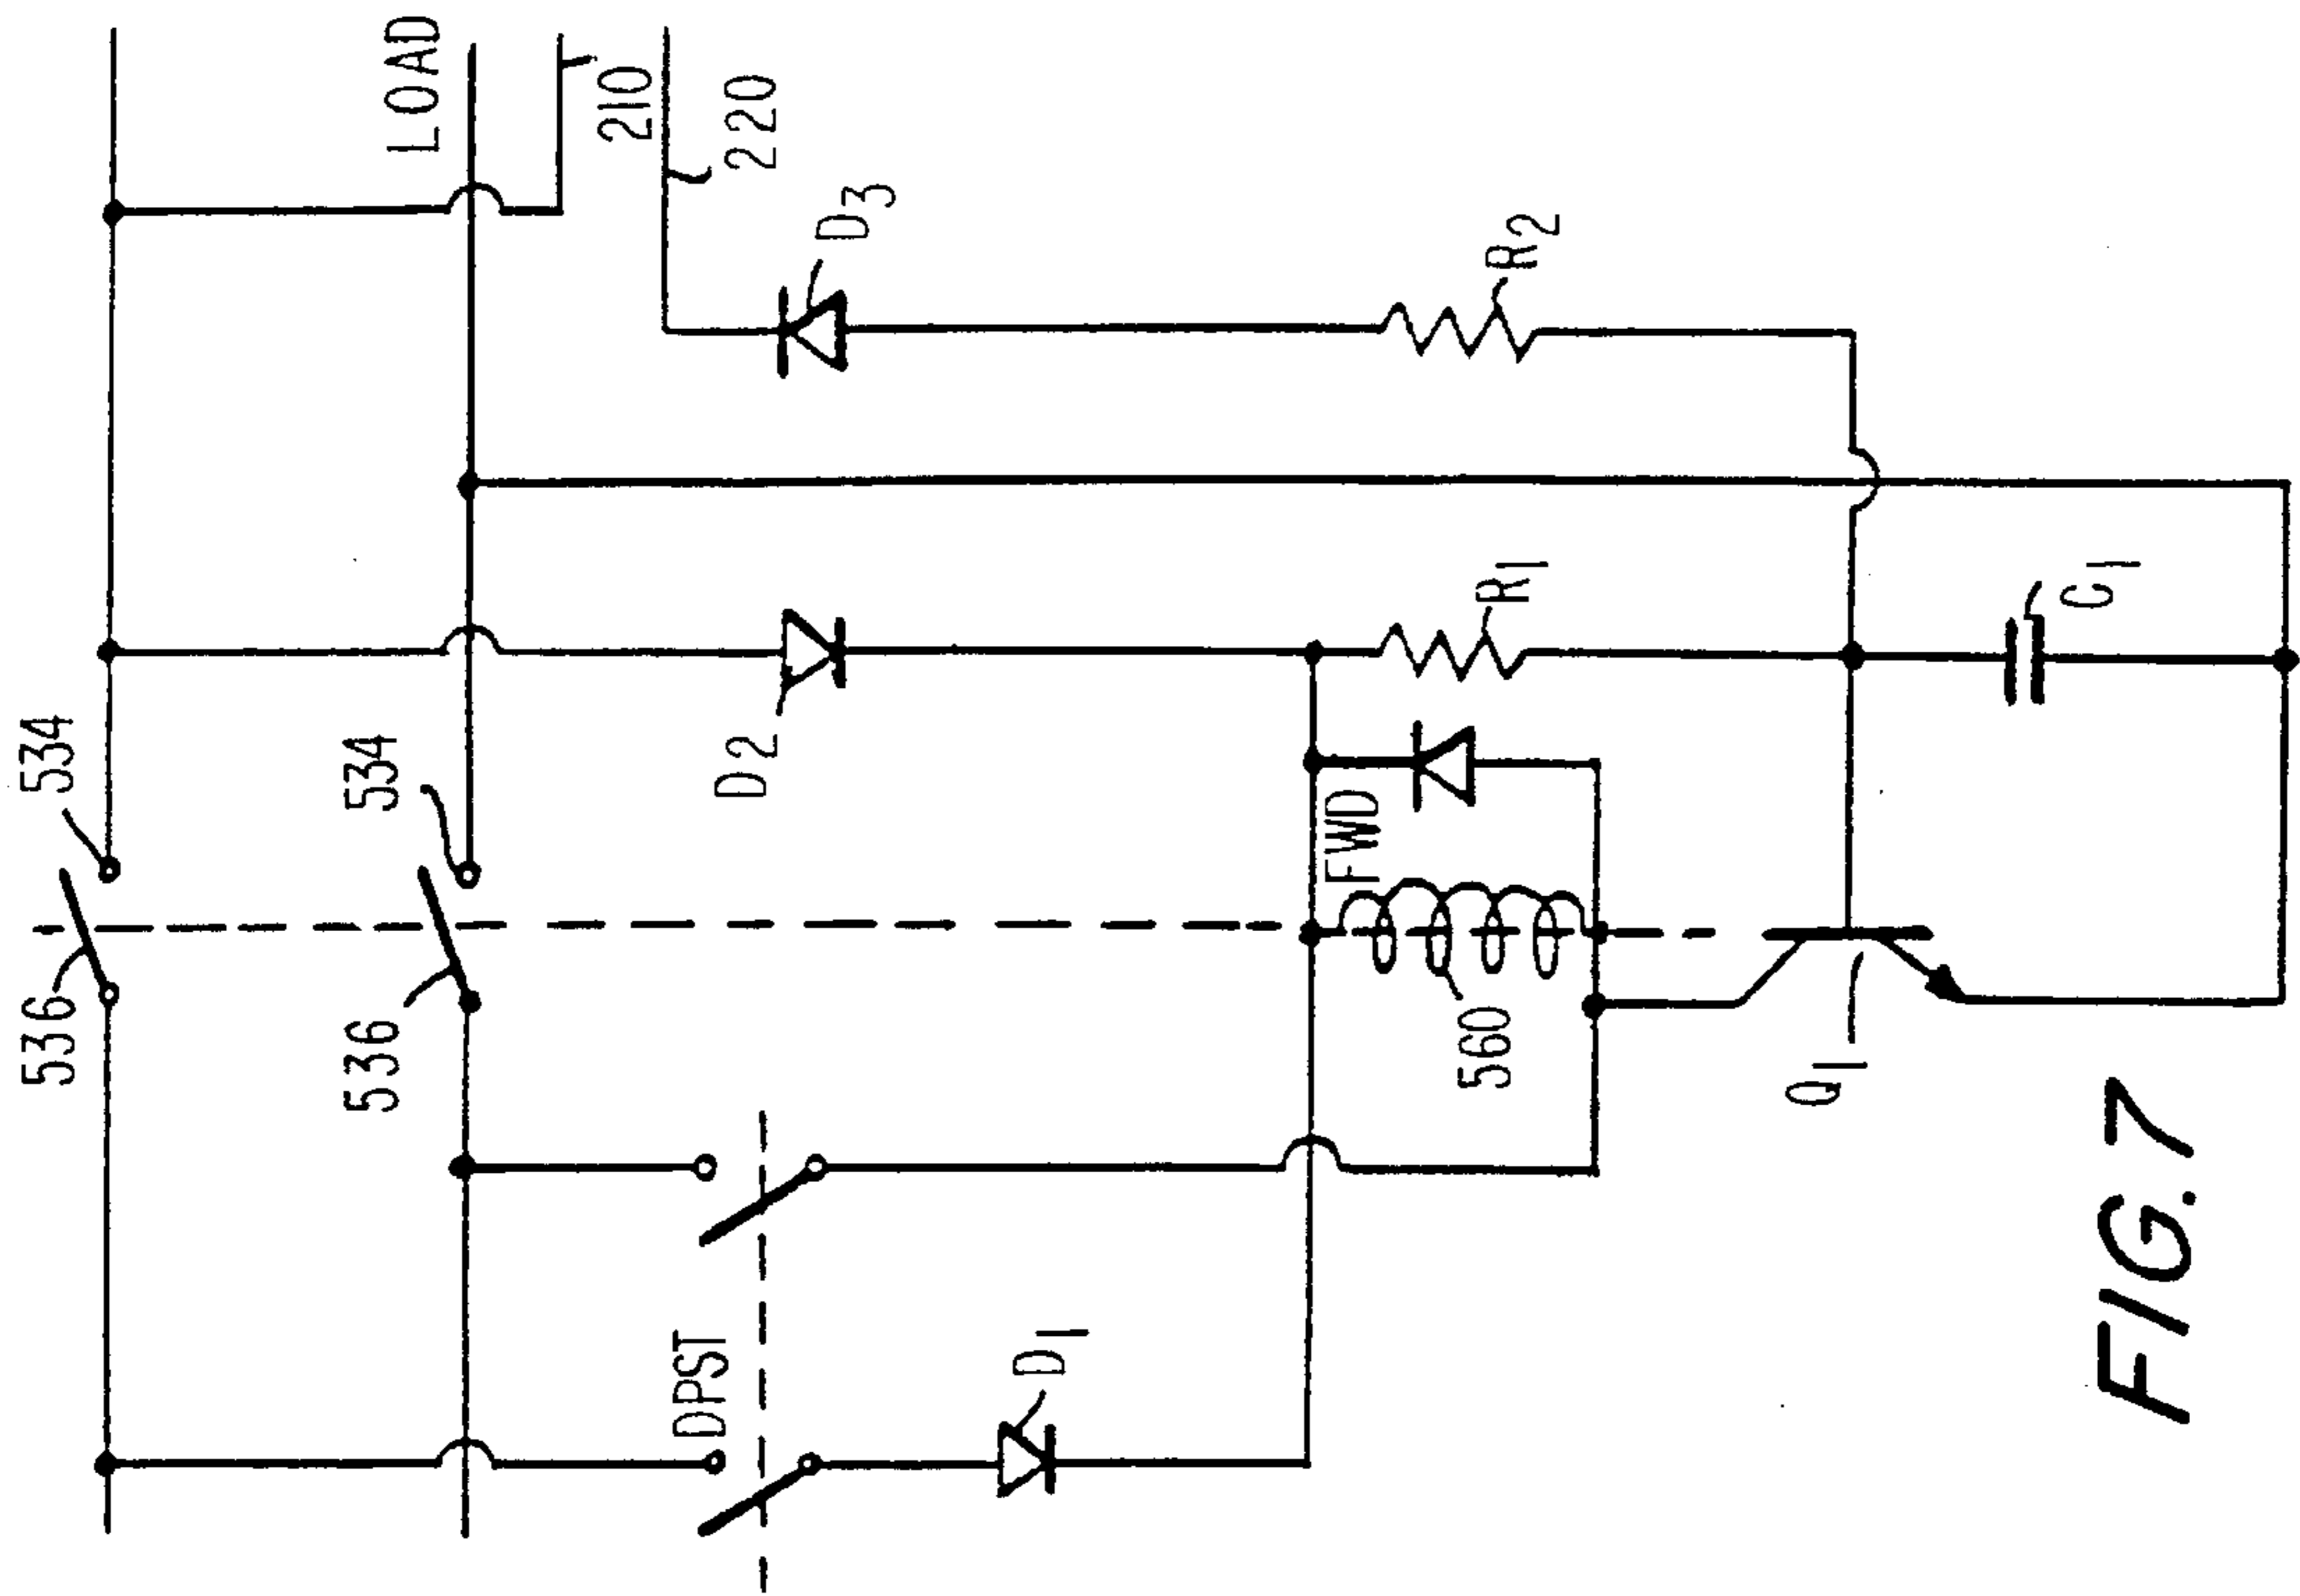 536
534
LOAD
536
534
210
220
DPST
D2
D3
D1
FWD
560
R1
R2
Q1
C1
FIG.7